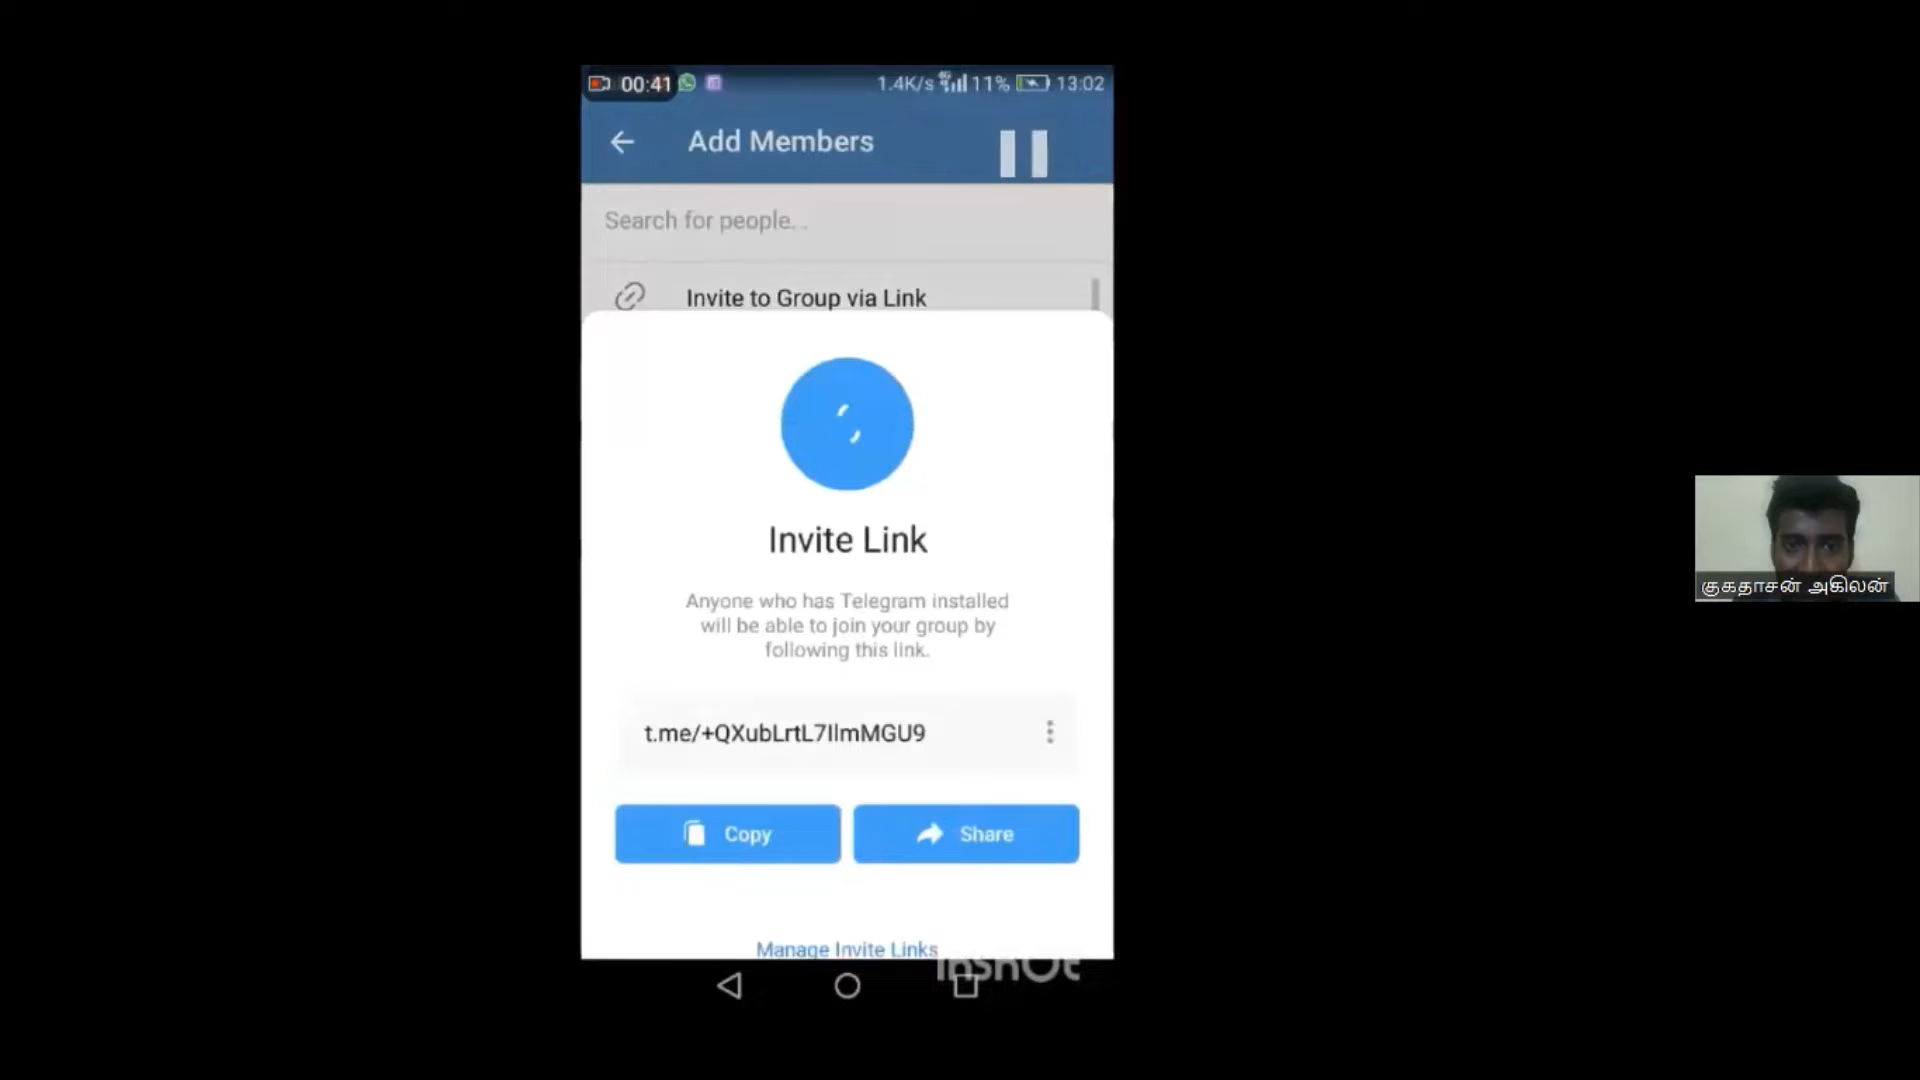 00:41
1.4K/s 4G 11% 13:02
Add Members
Search for people...
Invite to Group via Link
Invite Link
Anyone who has Telegram installed
will be able to join your group by
following this link.
t.me/+QXubLrtL7IlmMGU9
Copy
Share
Manage Invite Links
InShOt
குகதாசன் அகிலன்